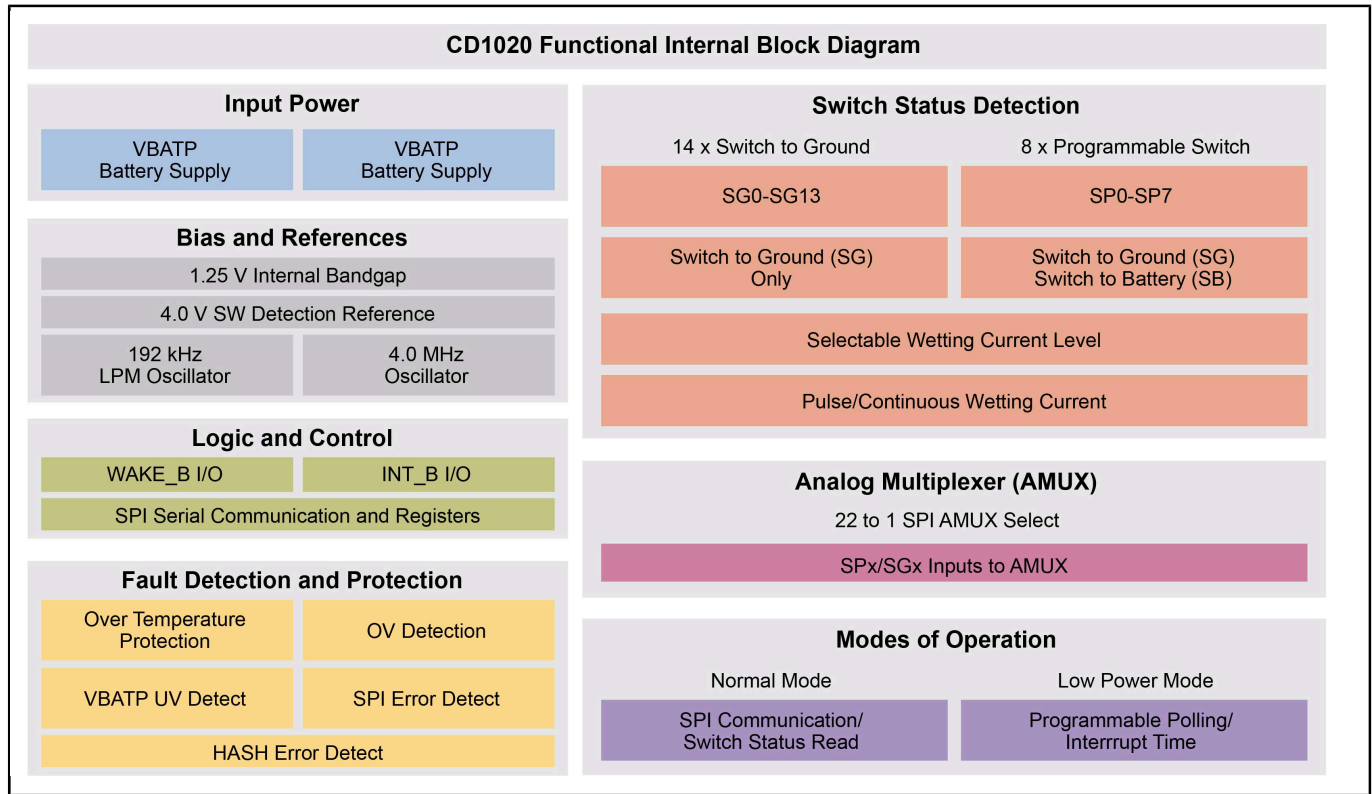 CD1020 Functional Internal Block Diagram
Input Power
VBATP
Battery Supply
VBATP
Battery Supply
Bias and References
1.25 V Internal Bandgap
4.0 V SW Detection Reference
192 kHz
LPM Oscillator
4.0 MHz
Oscillator
Logic and Control
WAKE_B I/O
INT_B I/O
SPI Serial Communication and Registers
Fault Detection and Protection
Over Temperature
Protection
OV Detection
VBATP UV Detect
SPI Error Detect
HASH Error Detect
Switch Status Detection
14 x Switch to Ground
8 x Programmable Switch
SG0-SG13
SP0-SP7
Switch to Ground (SG)
Only
Switch to Ground (SG)
Switch to Battery (SB)
Selectable Wetting Current Level
Pulse/Continuous Wetting Current
Analog Multiplexer (AMUX)
22 to 1 SPI AMUX Select
SPx/SGx Inputs to AMUX
Modes of Operation
Normal Mode
Low Power Mode
SPI Communication/
Switch Status Read
Programmable Polling/
Interrrupt Time